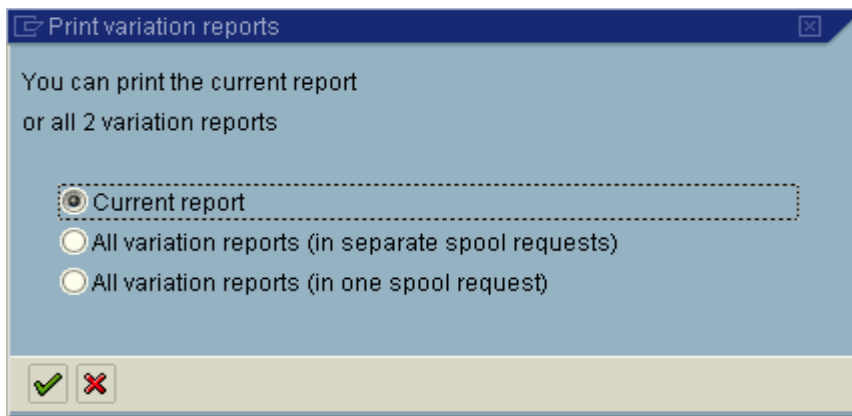 Print variation reports
You can print the current report
or all 2 variation reports
Current report
All variation reports (in separate spool requests)
All variation reports (in one spool request)